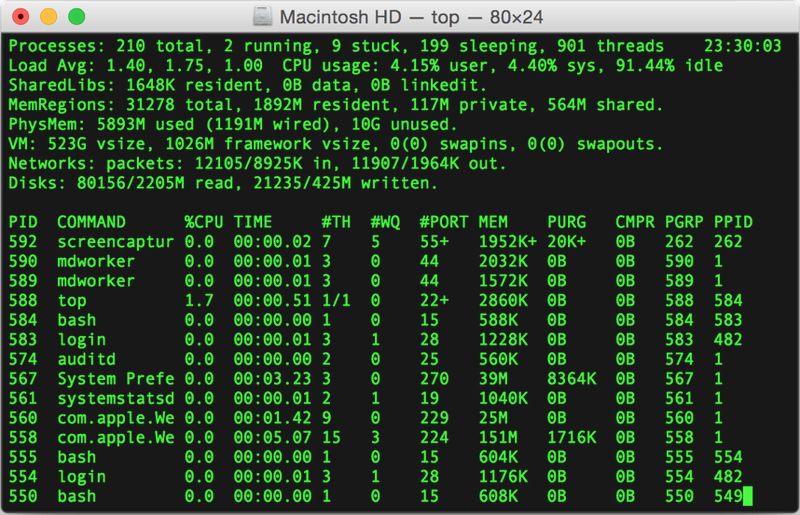 Macintosh HD — top — 80×24
Processes: 210 total, 2 running, 9 stuck, 199 sleeping, 901 threads    23:30:03
Load Avg: 1.40, 1.75, 1.00  CPU usage: 4.15% user, 4.40% sys, 91.44% idle
SharedLibs: 1648K resident, 0B data, 0B linkedit.
MemRegions: 31278 total, 1892M resident, 117M private, 564M shared.
PhysMem: 5893M used (1191M wired), 10G unused.
VM: 523G vsize, 1026M framework vsize, 0(0) swapins, 0(0) swapouts.
Networks: packets: 12105/8925K in, 11907/1964K out.
Disks: 80156/2205M read, 21235/425M written.
PID  COMMAND      %CPU TIME     #TH  #WQ  #PORT MEM    PURG   CMPR PGRP PPID
592  screencaptur 0.0  00:00.02 7    5    55+   1952K+ 20K+   0B   262  262
590  mdworker     0.0  00:00.01 3    0    44    2032K  0B     0B   590  1
589  mdworker     0.0  00:00.01 3    0    44    1572K  0B     0B   589  1
588  top          1.7  00:00.51 1/1  0    22+   2860K  0B     0B   588  584
584  bash         0.0  00:00.00 1    0    15    588K   0B     0B   584  583
583  login        0.0  00:00.01 3    1    28    1228K  0B     0B   583  482
574  auditd       0.0  00:00.00 2    0    25    560K   0B     0B   574  1
567  System Prefe 0.0  00:03.23 3    0    270   39M    8364K  0B   567  1
561  systemstatsd 0.0  00:00.01 2    1    19    1040K  0B     0B   561  1
560  com.apple.We 0.0  00:01.42 9    0    229   25M    0B     0B   560  1
558  com.apple.We 0.0  00:05.07 15   3    224   151M   1716K  0B   558  1
555  bash         0.0  00:00.00 1    0    15    604K   0B     0B   555  554
554  login        0.0  00:00.01 3    1    28    1176K  0B     0B   554  482
550  bash         0.0  00:00.00 1    0    15    608K   0B     0B   550  549